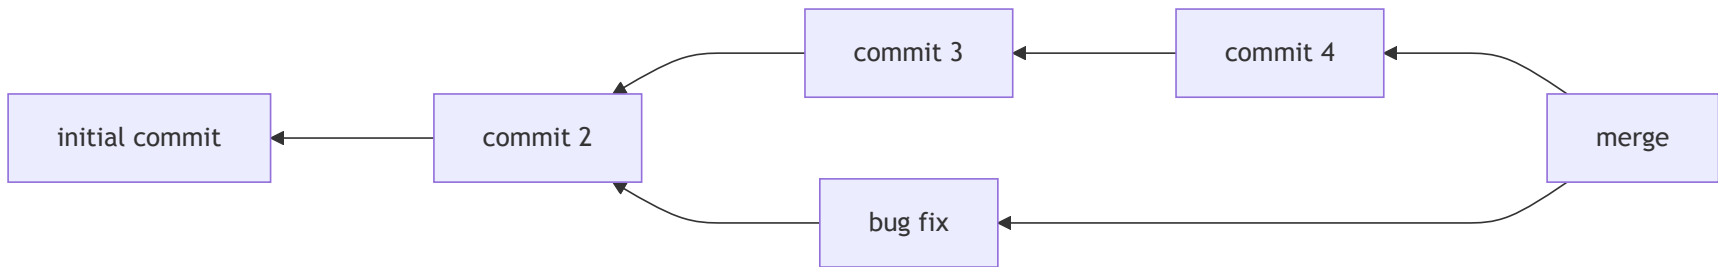 initial commit
commit 2
commit 3
commit 4
bug fix
merge